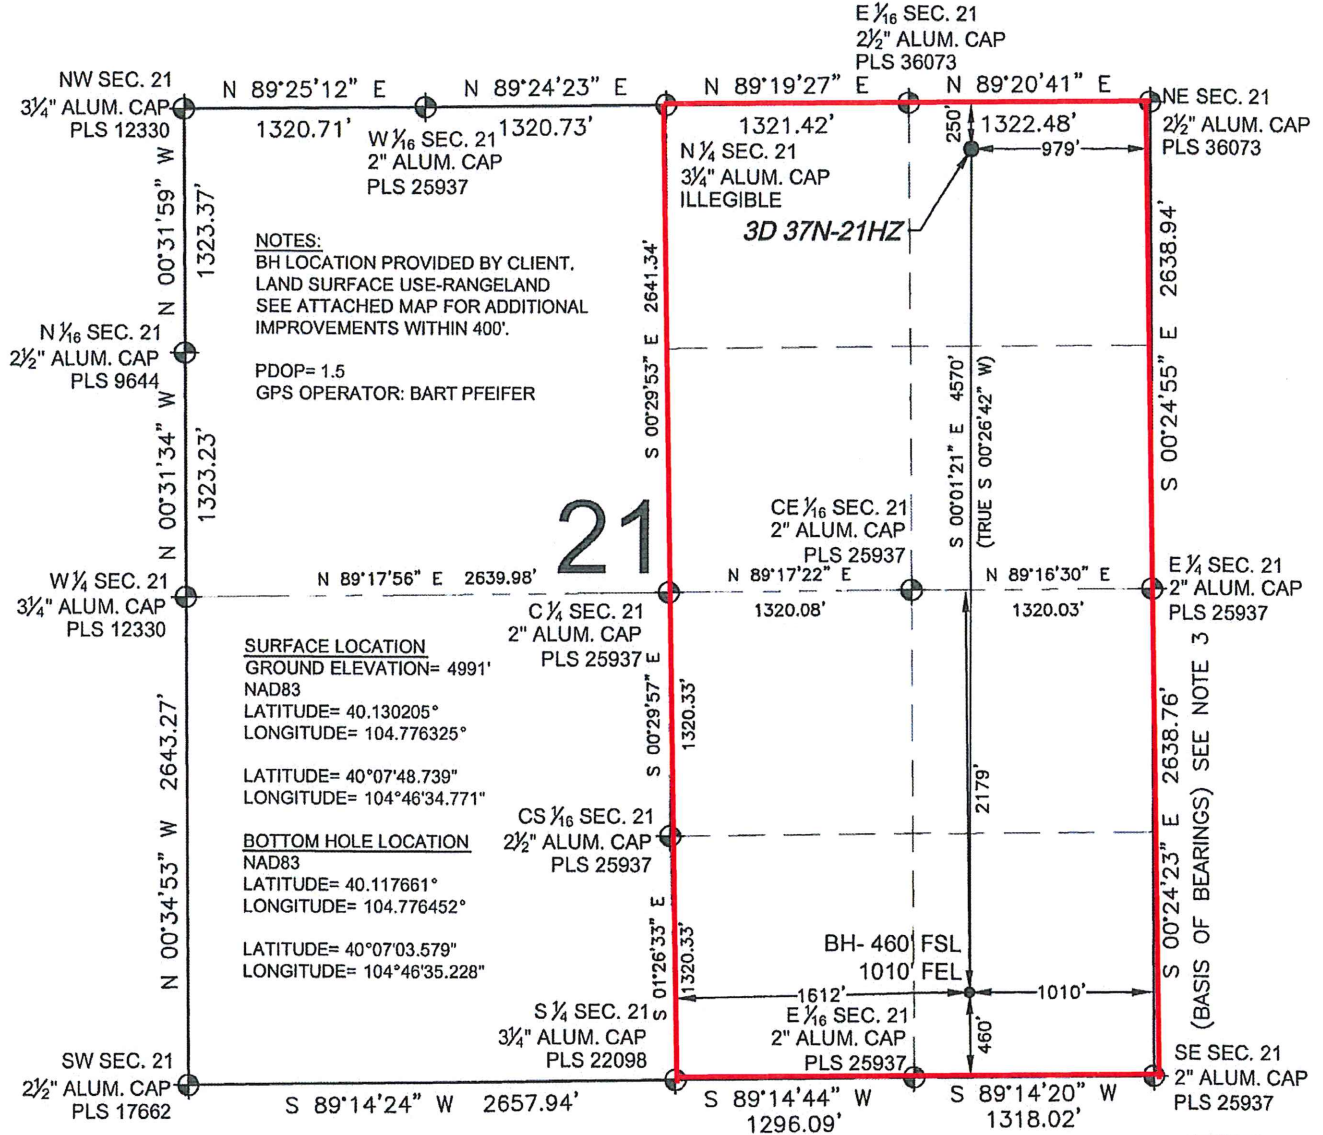 E 1/16 SEC. 21
2½" ALUM. CAP
PLS 36073
NW SEC. 21
3¼" ALUM. CAP
PLS 12330
N 89°25'12" E
1320.71'
N 89°24'23" E
1320.73'
N 89°19'27" E
1321.42'
N 89°20'41" E
1322.48'
NE SEC. 21
2½" ALUM. CAP
PLS 36073
W 1/16 SEC. 21
2" ALUM. CAP
PLS 25937
N ¼ SEC. 21
3¼" ALUM. CAP
ILLEGIBLE
250'
979'
3D 37N-21HZ
N 00°31'59" W
1323.37'
NOTES:
BH LOCATION PROVIDED BY CLIENT.
LAND SURFACE USE-RANGELAND
SEE ATTACHED MAP FOR ADDITIONAL
IMPROVEMENTS WITHIN 400'.
PDOP= 1.5
GPS OPERATOR: BART PFEIFER
S 00°29'53" E 2641.34'
S 00°24'55" E 2638.94'
N 1/16 SEC. 21
2½" ALUM. CAP
PLS 9644
N 00°31'34" W
1323.23'
S 00°01'21" E 4570'
(TRUE S 00°26'42" W)
21
CE 1/16 SEC. 21
2" ALUM. CAP
PLS 25937
W ¼ SEC. 21
3¼" ALUM. CAP
PLS 12330
N 89°17'56" E 2639.98'
N 89°17'22" E
1320.08'
N 89°16'30" E
1320.03'
E ¼ SEC. 21
2" ALUM. CAP
PLS 25937
C ¼ SEC. 21
2" ALUM. CAP
PLS 25937
SURFACE LOCATION
GROUND ELEVATION= 4991'
NAD83
LATITUDE= 40.130205°
LONGITUDE= 104.776325°
LATITUDE= 40°07'48.739"
LONGITUDE= 104°46'34.771"
BOTTOM HOLE LOCATION
NAD83
LATITUDE= 40.117661°
LONGITUDE= 104.776452°
LATITUDE= 40°07'03.579"
LONGITUDE= 104°46'35.228"
N 00°34'53" W 2643.27'
S 00°29'57" E
1320.33'
2179'
S 00°24'23" E 2638.76'
(BASIS OF BEARINGS) SEE NOTE 3
CS 1/16 SEC. 21
2½" ALUM. CAP
PLS 25937
S 01°26'33" E
1320.33'
BH- 460' FSL
1010' FEL
1612'
1010'
460'
S ¼ SEC. 21
3¼" ALUM. CAP
PLS 22098
E 1/16 SEC. 21
2" ALUM. CAP
PLS 25937
SW SEC. 21
2½" ALUM. CAP
PLS 17662
SE SEC. 21
2" ALUM. CAP
PLS 25937
S 89°14'24" W 2657.94'
S 89°14'44" W
1296.09'
S 89°14'20" W
1318.02'